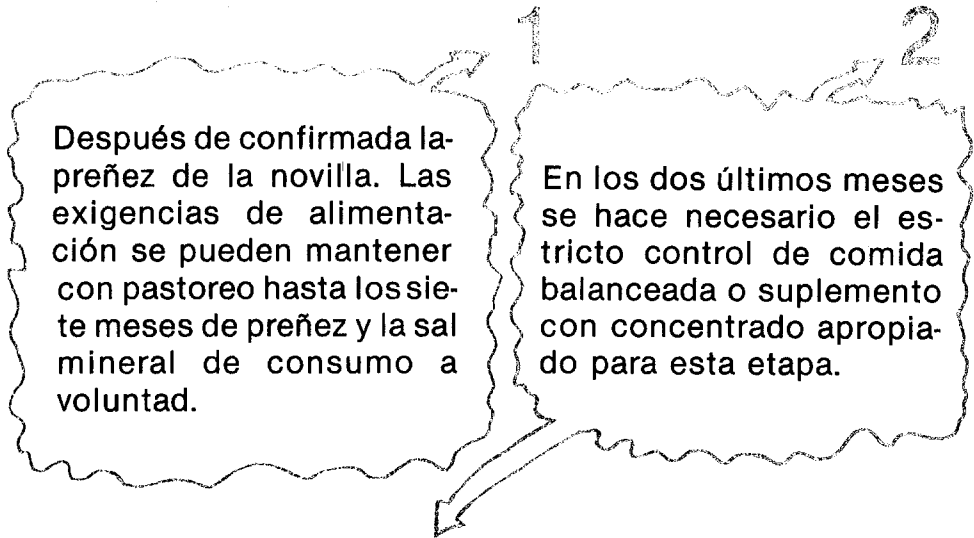 1
Después de confirmada la-
preñez de la novilla. Las
exigencias de alimenta-
ción se pueden mantener
con pastoreo hasta los sie-
te meses de preñez y la sal
mineral de consumo a
voluntad.
2
En los dos últimos meses
se hace necesario el es-
tricto control de comida
balanceada o suplemento
con concentrado apropia-
do para esta etapa.